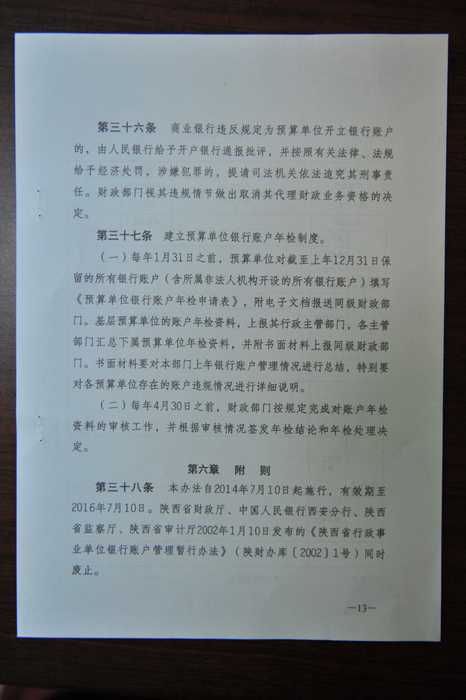 第三十六条　商业银行违反规定为预算单位开立银行账户
的，由人民银行给予开户银行通报批评，并按照有关法律、法规
给予经济处罚，涉嫌犯罪的，提请司法机关依法追究其刑事责
任。财政部门视其违规情节做出取消其代理财政业务资格的决
定。
第三十七条　建立预算单位银行账户年检制度。
（一）每年1月31日之前，预算单位对截至上年12月31日保
留的所有银行账户（含所属非法人机构开设的所有银行账户）填写
《预算单位银行账户年检申请表》，附电子文档报送同级财政部
门。基层预算单位的账户年检资料，上报其行政主管部门，各主管
部门汇总下属预算单位年检资料，并附书面材料上报同级财政部
门。书面材料要对本部门上年银行账户管理情况进行总结，特别要
对各预算单位存在的账户违规情况进行详细说明。
（二）每年4月30日之前，财政部门按规定完成对账户年检
资料的审核工作，并根据审核情况签发年检结论和年检处理决
定。
第六章　附　则
第三十八条　本办法自2014年7月10日起施行，有效期至
2016年7月10日。陕西省财政厅、中国人民银行西安分行、陕西
省监察厅、陕西省审计厅2002年1月10日发布的《陕西省行政事
业单位银行账户管理暂行办法》（陕财办库〔2002〕1号）同时
废止。
—13—